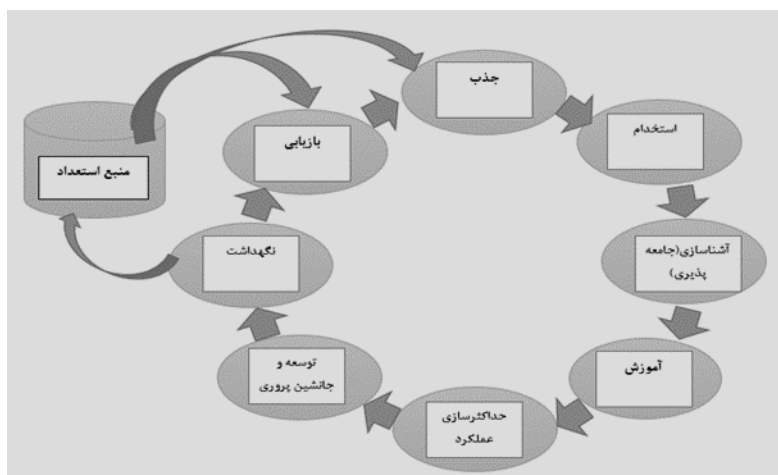 جذب
استخدام
آشناسازی(جامعه
پذیری)
آموزش
حداکثرسازی
عملکرد
توسعه و
جانشین پروری
نگهداشت
بازیابی
منبع استعداد